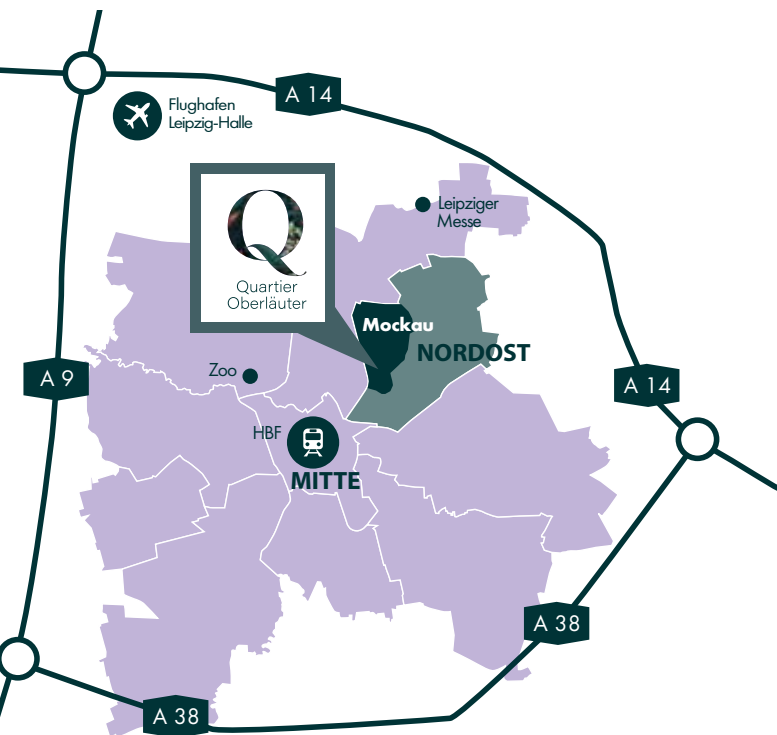 A 14
Flughafen
Leipzig-Halle
Leipziger
Messe
Q
Quartier
Oberläuter
Mockau
NORDOST
Zoo
A 9
A 14
HBF
MITTE
A 38
A 38